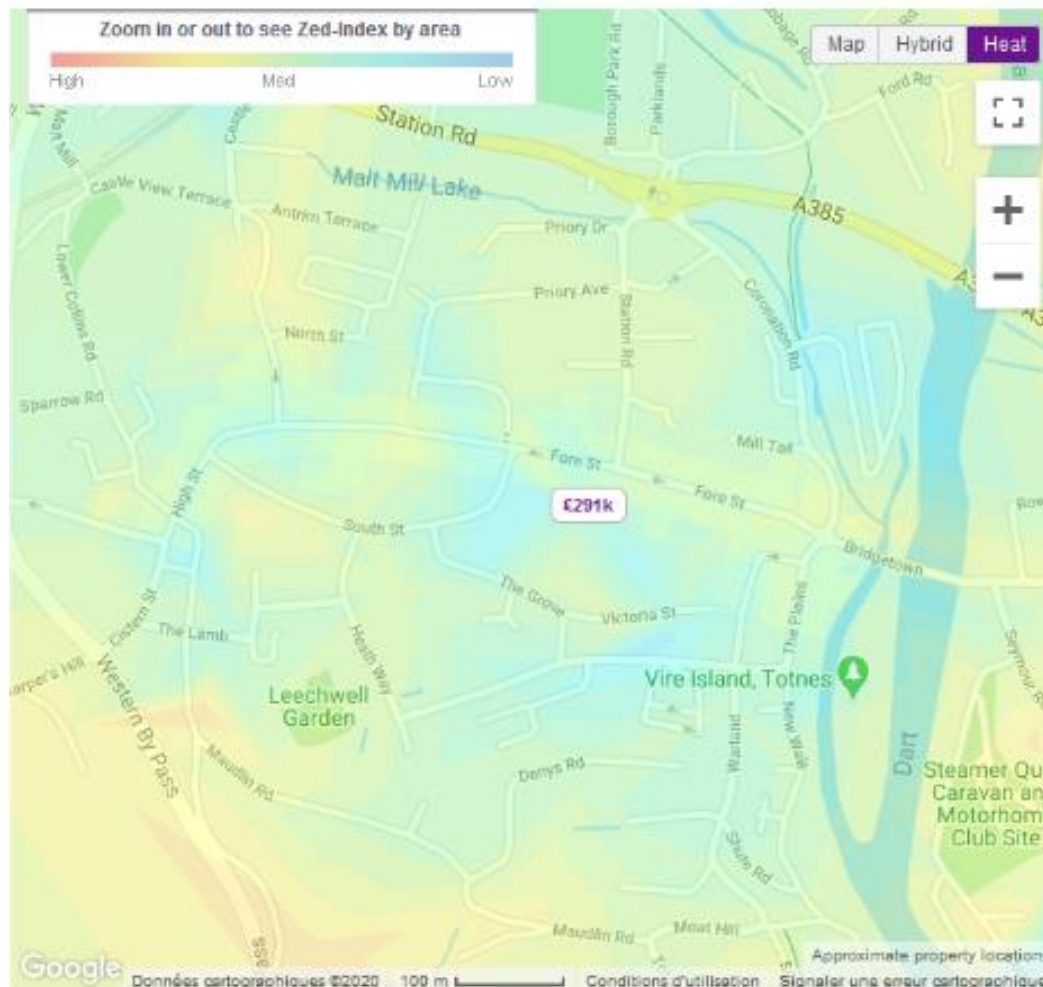 Zoom in or out to see Zed-Index by area
High Med Low
Map Hybrid Heat
Borough Park Rd
Parklands
Ford Rd
Station Rd
Malt Mill Lake
A385
Castle View Terrace
Antrim Terrace
Priory Dr
Lower Collins Rd
Priory Ave
Station Rd
Coronation Rd
North St
Sparrow Rd
Mill Tail
High St
Fore St
Fore St
£291k
South St
Bridgetown
The Grove
Victoria St
The Plains
Cistern St
The Lamb
Heath Way
Western By Pass
Leechwell
Garden
Vire Island, Totnes
New Walk
Warland
Seymour Rd
Dart
Maudlin Rd
Denys Rd
Steamer Qu
Caravan an
Motorhom
Club Site
Shute Rd
Maudlin Rd
Moat Hill
Approximate property location
Google
Données cartographiques ©2020 100 m Conditions d'utilisation Signaler une erreur cartographique